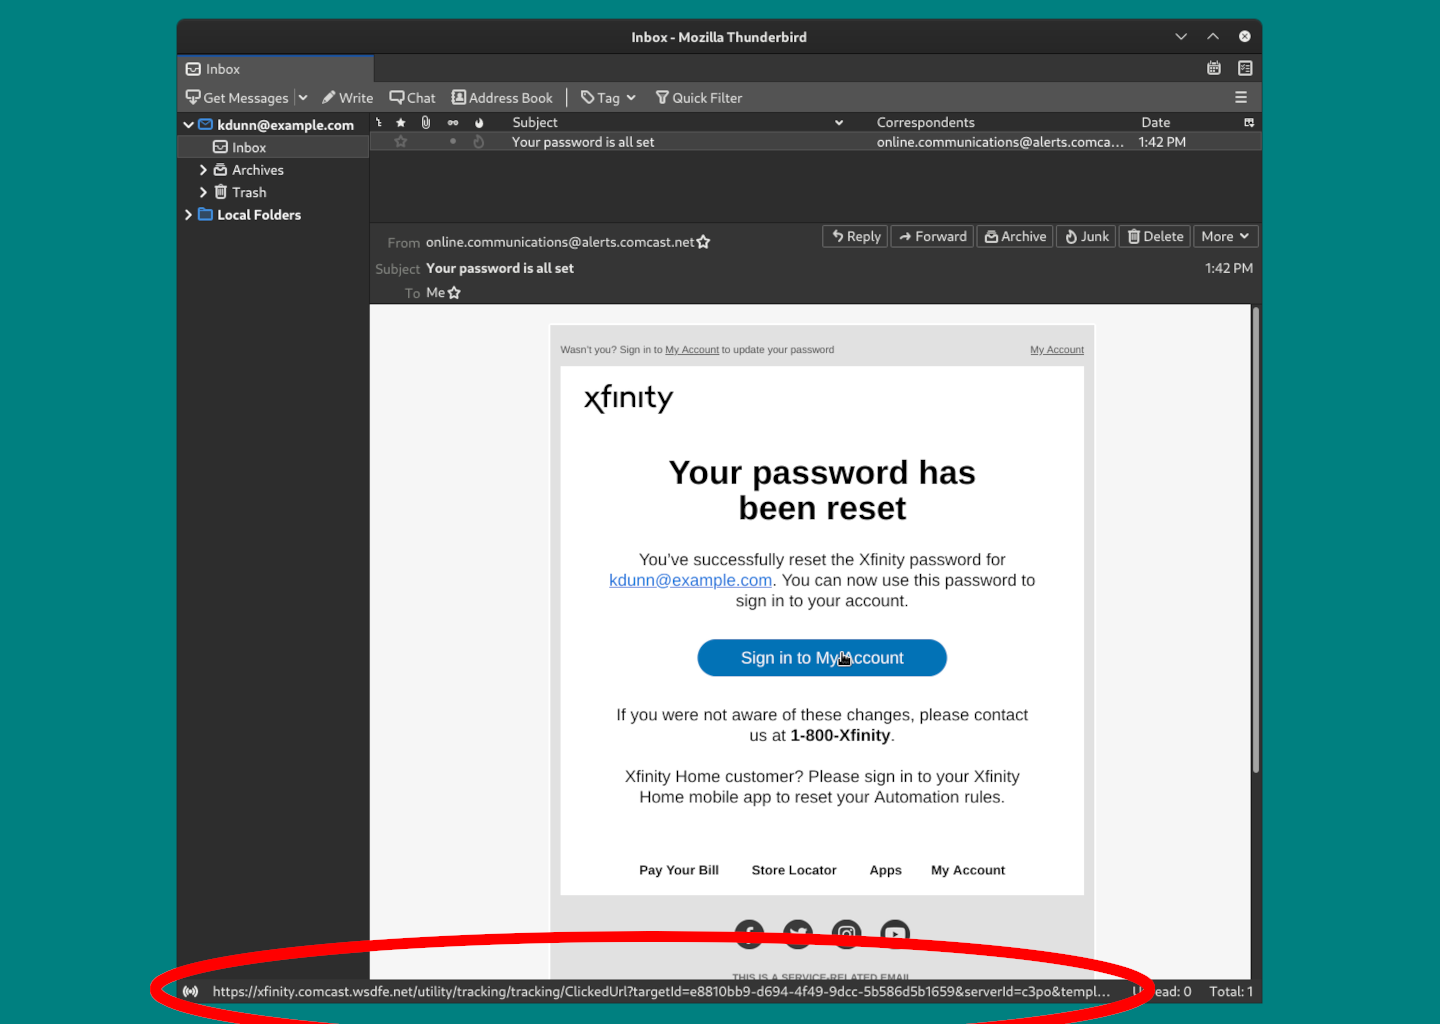 Inbox - Mozilla Thunderbird
Inbox
Get Messages Write Chat Address Book Tag Quick Filter
kdunn@example.com
Inbox
Archives
Trash
Local Folders
Subject Correspondents Date
Your password is all set online.communications@alerts.comca... 1:42 PM
From online.communications@alerts.comcast.net
Reply Forward Archive Junk Delete More
Subject Your password is all set 1:42 PM
To Me
Wasn't you? Sign in to My Account to update your password My Account
xfinity
Your password has
been reset
You've successfully reset the Xfinity password for
kdunn@example.com. You can now use this password to
sign in to your account.
Sign in to My Account
If you were not aware of these changes, please contact
us at 1-800-Xfinity.
Xfinity Home customer? Please sign in to your Xfinity
Home mobile app to reset your Automation rules.
Pay Your Bill Store Locator Apps My Account
THIS IS A SERVICE-RELATED EMAIL
https://xfinity.comcast.wsdfe.net/utility/tracking/tracking/ClickedUrl?targetId=e8810bb9-d694-4f49-9dcc-5b586d5b1659&serverId=c3po&templ... : 0 Total: 1